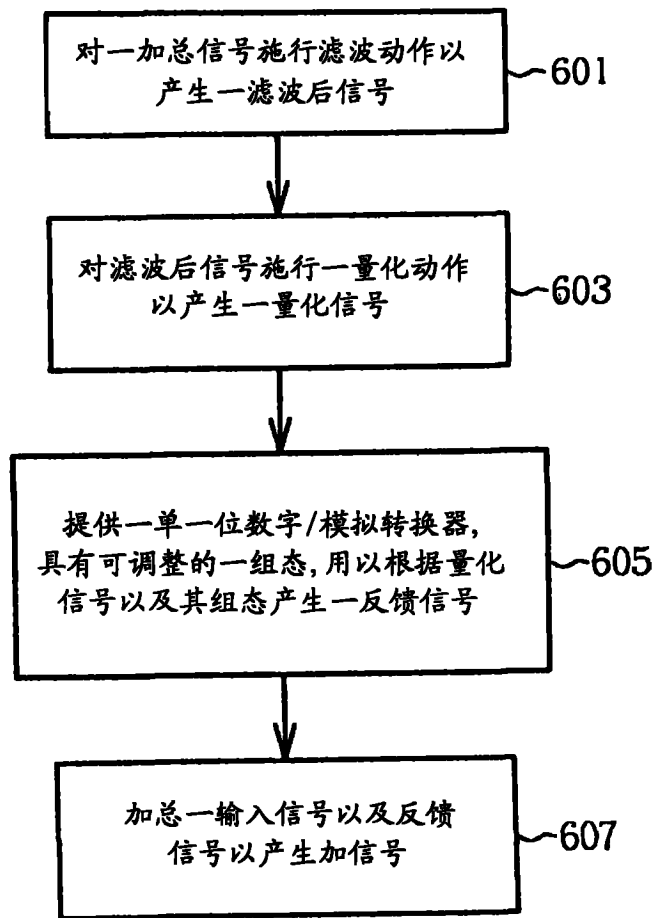 对一加总信号施行滤波动作以
产生一滤波后信号
601
对滤波后信号施行一量化动作
以产生一量化信号
603
提供一单一位数字/模拟转换器,
具有可调整的一组态,用以根据量化
信号以及其组态产生一反馈信号
605
加总一输入信号以及反馈
信号以产生加信号
607